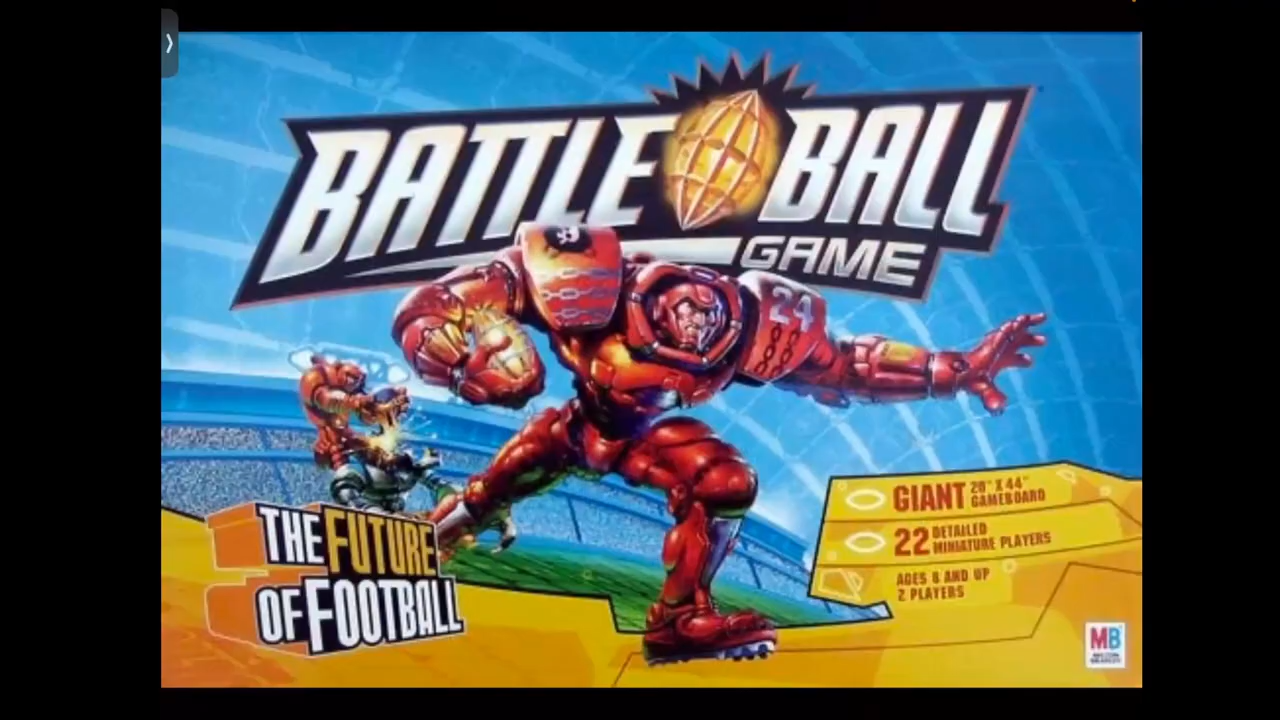 BATTLE BALL
GAME
24
THE FUTURE
OF FOOTBALL
GIANT 28" X 44"
GAMEBOARD
22 DETAILED
MINIATURE PLAYERS
AGES 8 AND UP
2 PLAYERS
MB